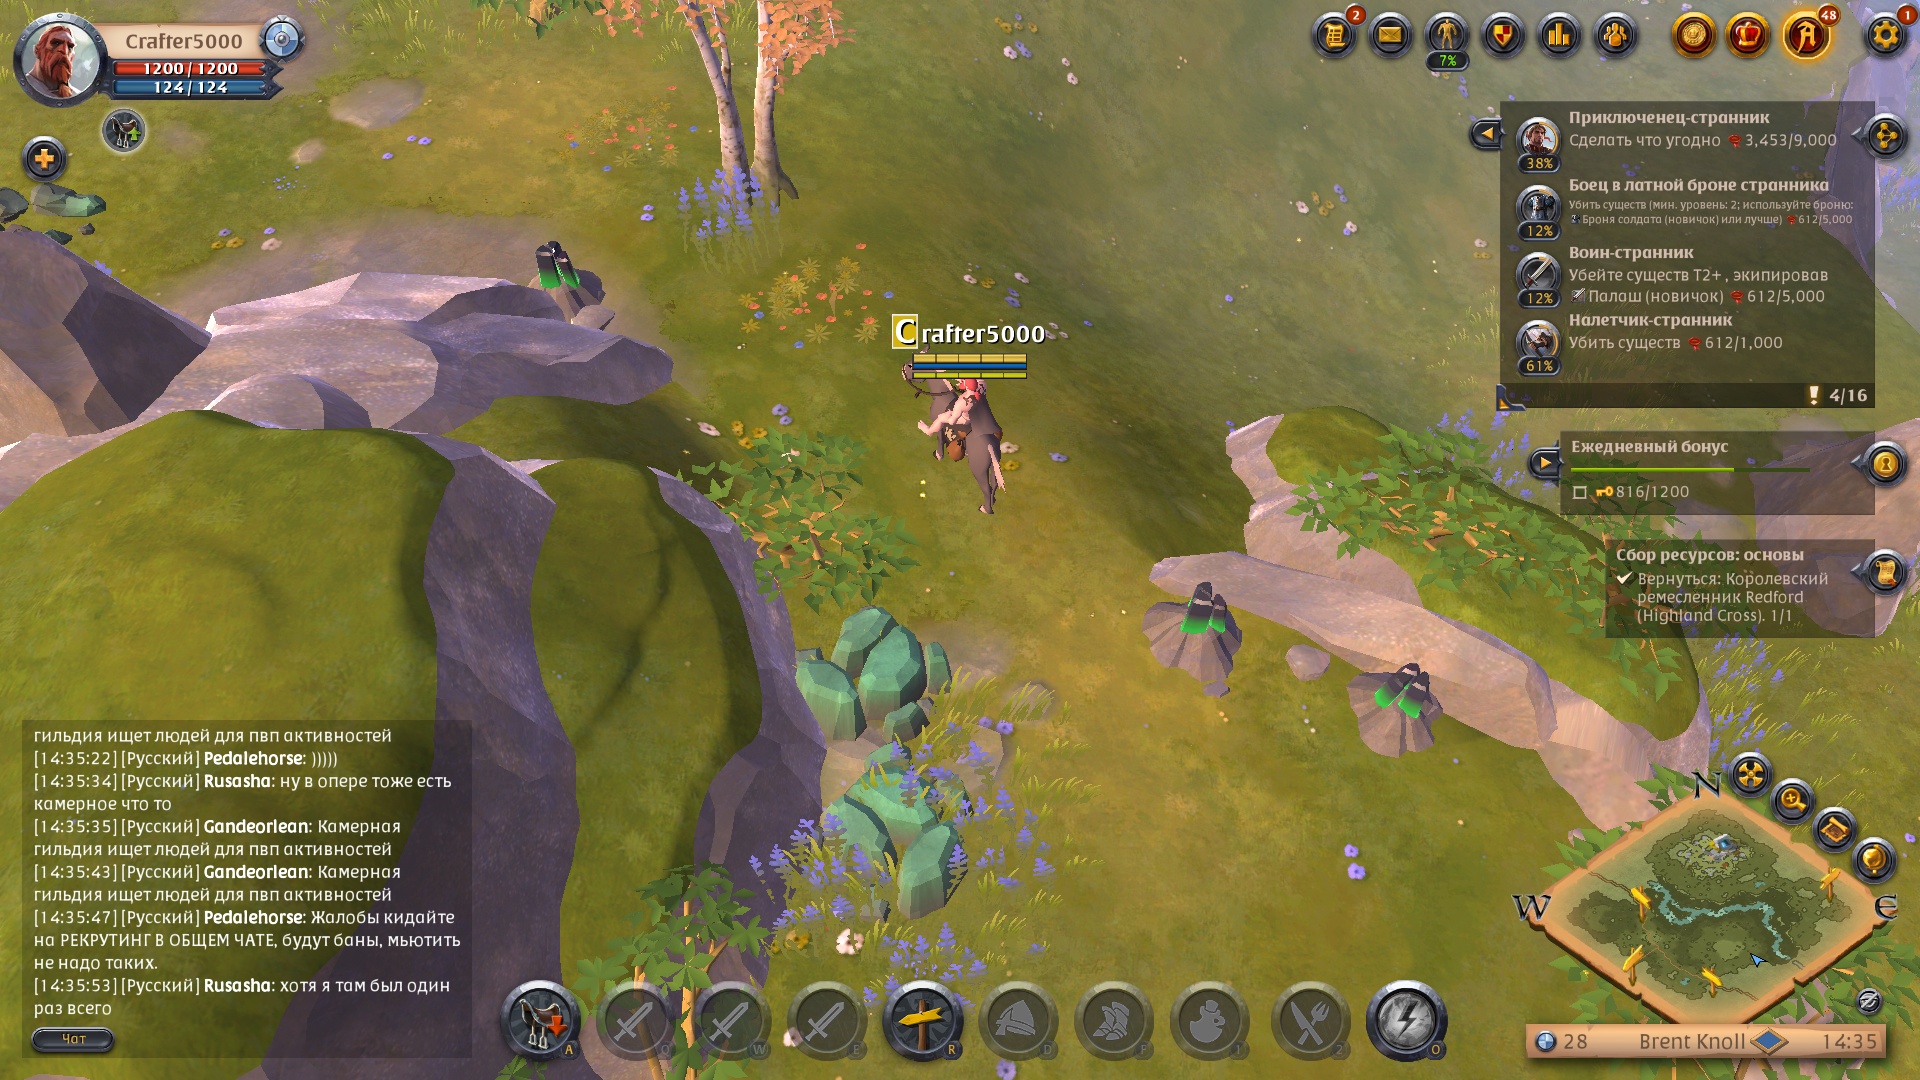 Crafter5000
1200/1200
124/124
2
7%
48
1
Приключенец-странник
Сделать что угодно 3,453/9,000
38%
Боец в латной броне странника
Убить существ (мин. уровень: 2; используйте броню:
Броня солдата (новичок) или лучше) 612/5,000
12%
Воин-странник
Убейте существ T2+, экипировав
Палаш (новичок) 612/5,000
12%
Налетчик-странник
Убить существ 612/1,000
61%
4/16
Ежедневный бонус
816/1200
Сбор ресурсов: основы
Вернуться: Королевский
ремесленник Redford
(Highland Cross). 1/1
Crafter5000
гильдия ищет людей для пвп активностей
[14:35:22] [Русский] Pedalehorse: )))))
[14:35:34] [Русский] Rusasha: ну в опере тоже есть
камерное что то
[14:35:35] [Русский] Gandeorlean: Камерная
гильдия ищет людей для пвп активностей
[14:35:43] [Русский] Gandeorlean: Камерная
гильдия ищет людей для пвп активностей
[14:35:47] [Русский] Pedalehorse: Жалобы кидайте
на РЕКРУТИНГ В ОБЩЕМ ЧАТЕ, будут баны, мьютить
не надо таких.
[14:35:53] [Русский] Rusasha: хотя я там был один
раз всего
Чат
A Q W E R D F 1 2 O
N
W
E
28 Brent Knoll 14:35